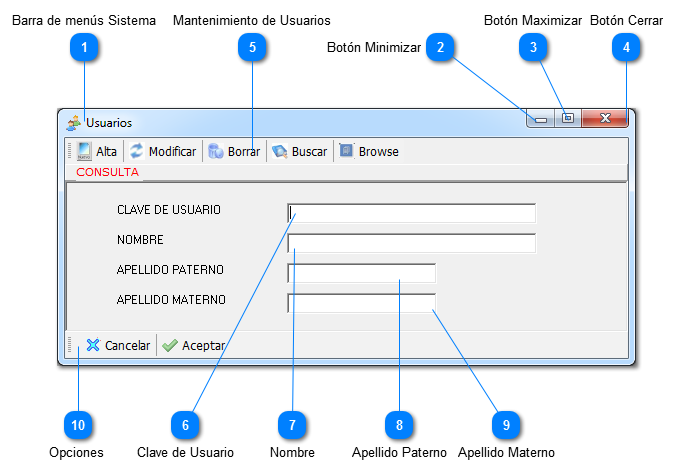 Barra de menús Sistema
Mantenimiento de Usuarios
Botón Minimizar
Botón Maximizar
Botón Cerrar
1
5
2
3
4
Usuarios
Alta
Modificar
Borrar
Buscar
Browse
CONSULTA
CLAVE DE USUARIO
NOMBRE
APELLIDO PATERNO
APELLIDO MATERNO
Cancelar
Aceptar
10
6
7
8
9
Opciones
Clave de Usuario
Nombre
Apellido Paterno
Apellido Materno